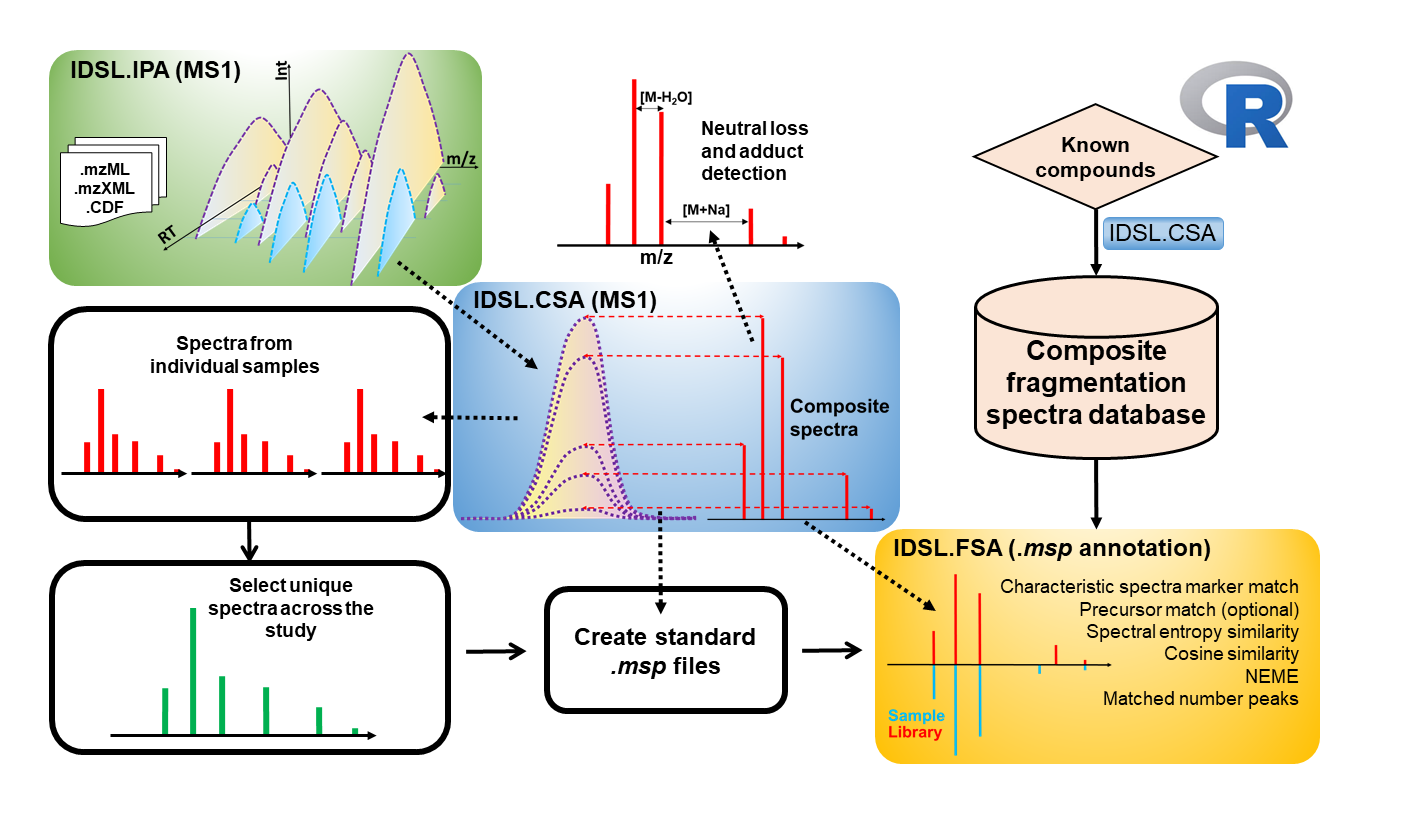 IDSL.IPA (MS1)
Int
m/z
RT
.mzML
.mzXML
.CDF
[M-H₂O]
Neutral loss
and adduct
detection
[M+Na]
m/z
R
Known
compounds
IDSL.CSA
Composite
fragmentation
spectra database
IDSL.CSA (MS1)
Composite
spectra
Spectra from
individual samples
Select unique
spectra across the
study
Create standard
.msp files
IDSL.FSA (.msp annotation)
Characteristic spectra marker match
Precursor match (optional)
Spectral entropy similarity
Cosine similarity
NEME
Matched number peaks
Sample
Library